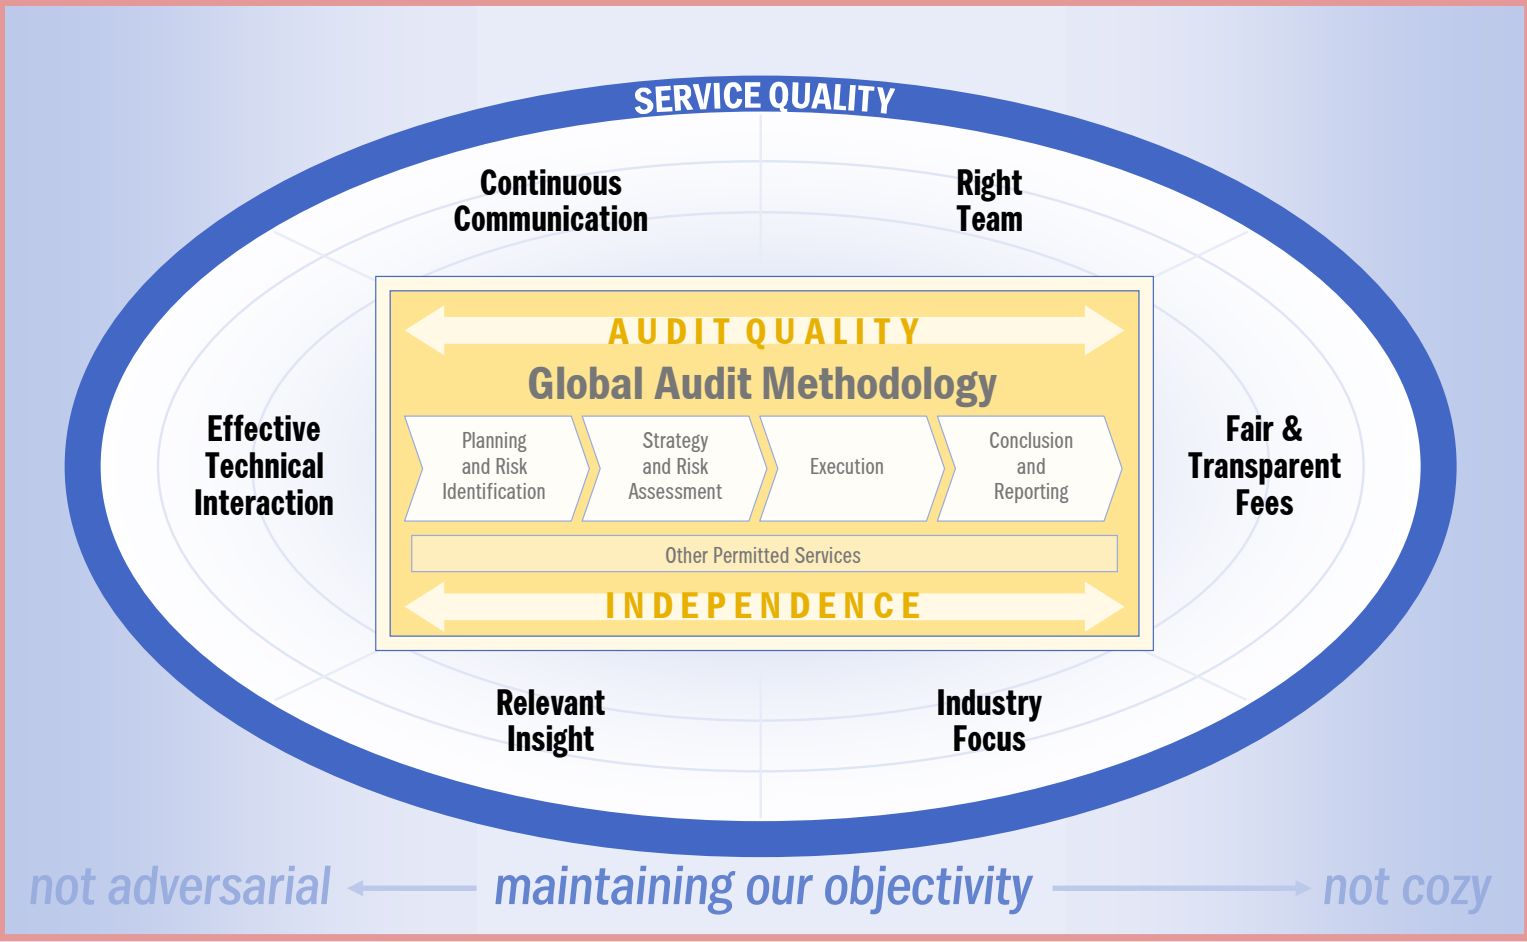 SERVICE QUALITY
Continuous
Communication
Right
Team
AUDIT QUALITY
Global Audit Methodology
Effective
Technical
Interaction
Planning
and Risk
Identification
Strategy
and Risk
Assessment
Execution
Conclusion
and
Reporting
Fair &
Transparent
Fees
Other Permitted Services
INDEPENDENCE
Relevant
Insight
Industry
Focus
not adversarial maintaining our objectivity not cozy